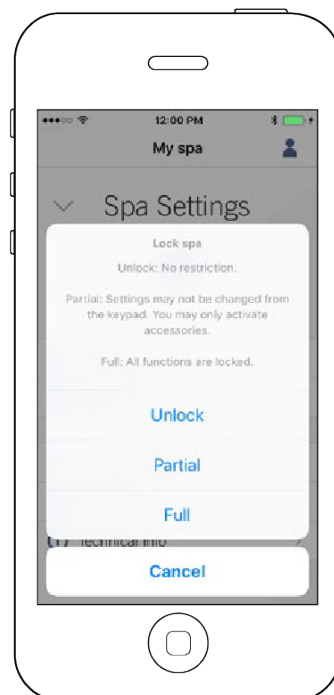 12:00 PM
My spa
Spa Settings
Lock spa
Unlock: No restriction.
Partial: Settings may not be changed from
the keypad. You may only activate
accessories.
Full: All functions are locked.
Unlock
Partial
Full
Technical Info
Cancel